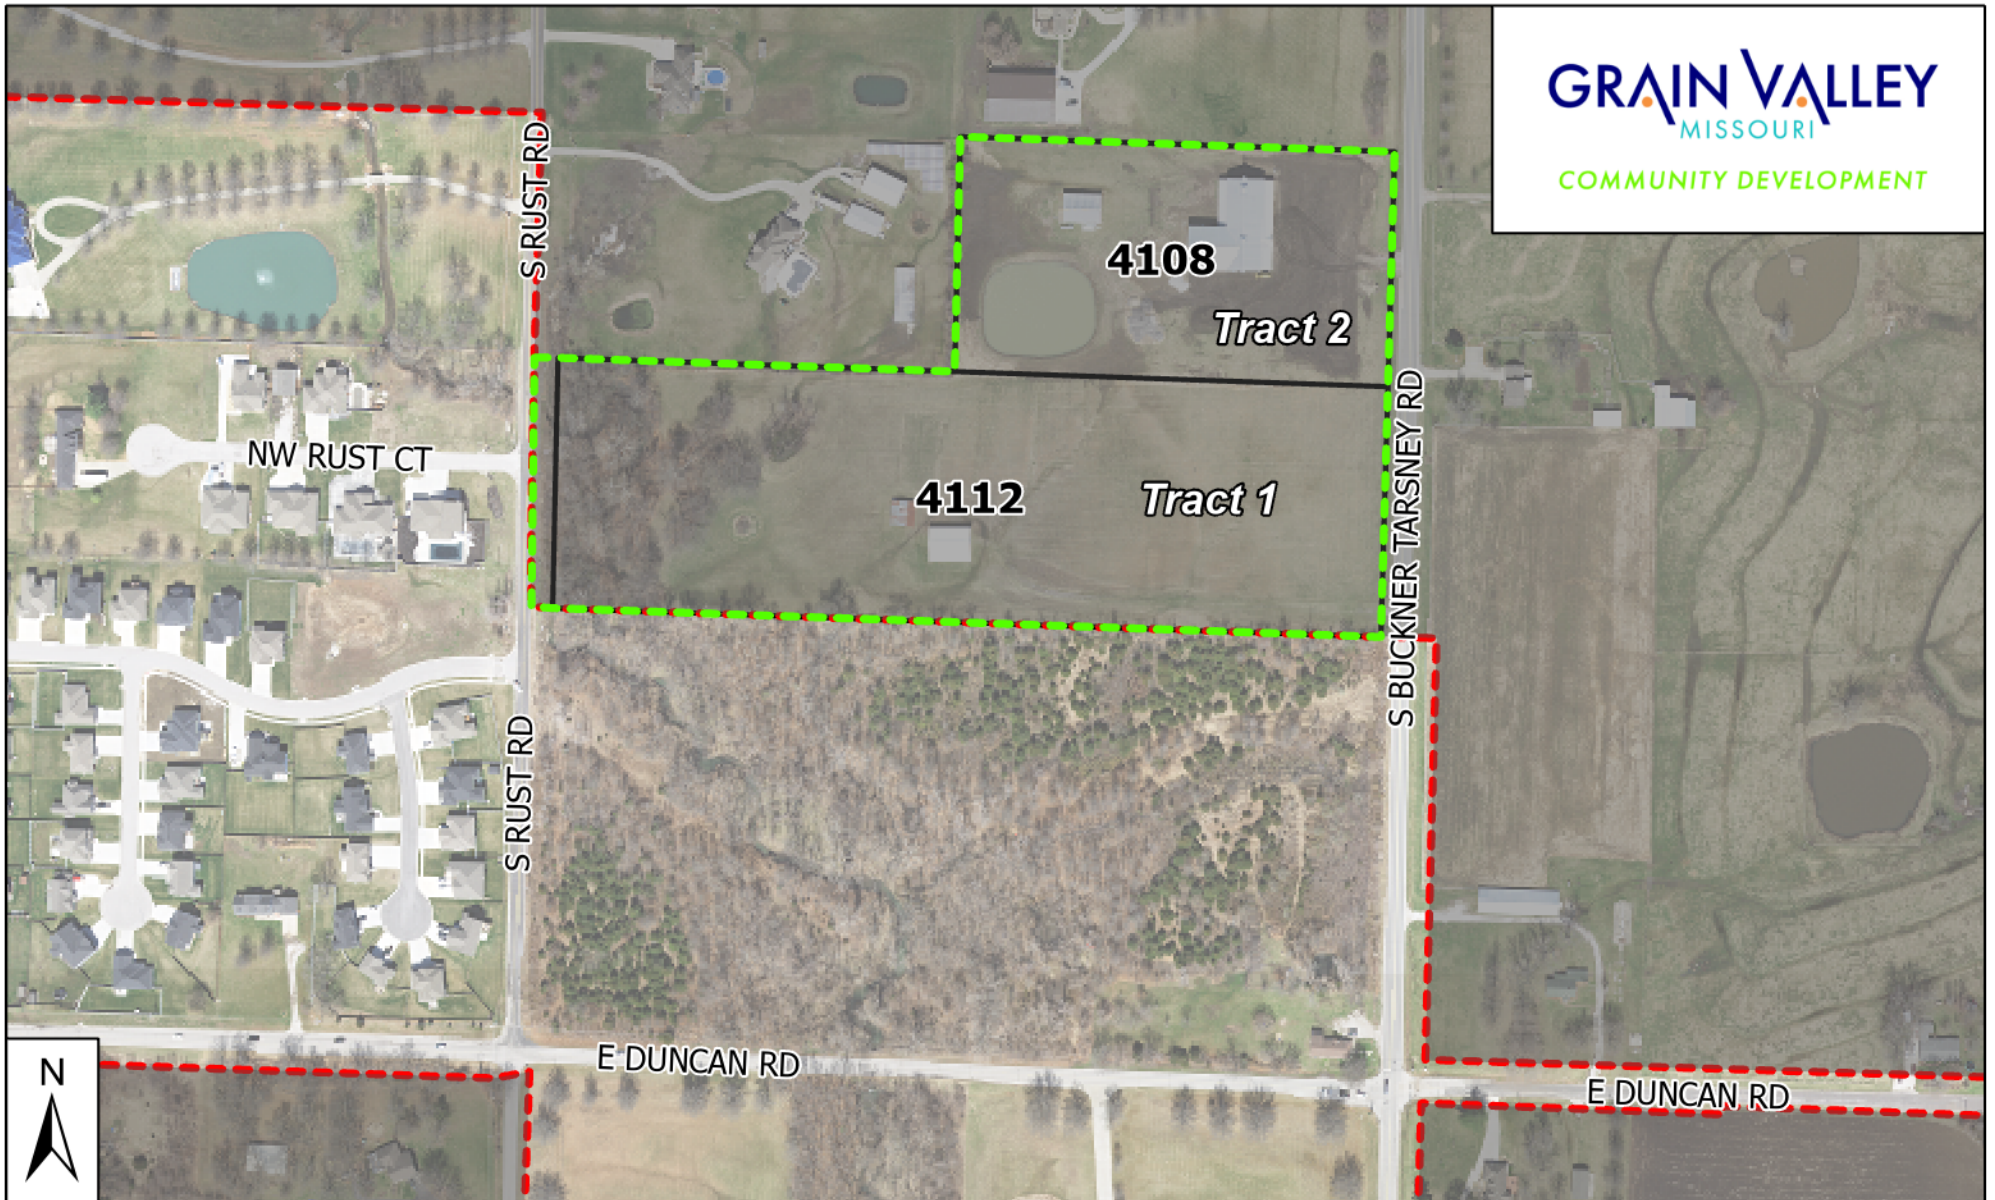 GRAIN VALLEY
MISSOURI
COMMUNITY DEVELOPMENT
S RUST RD
4108
Tract 2
NW RUST CT
4112
Tract 1
S BUCKNER TARSNEY RD
S RUST RD
E DUNCAN RD
E DUNCAN RD
N